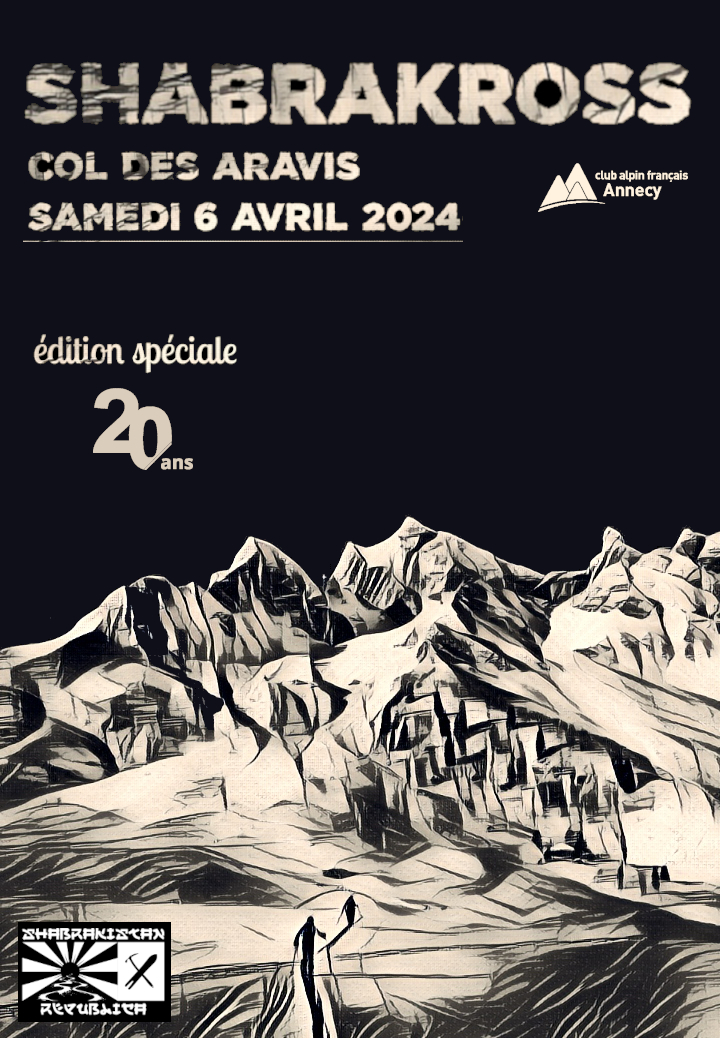 SHABRAKROSS
COL DES ARAVIS
SAMEDI 6 AVRIL 2024
club alpin français
Annecy
édition spéciale
20
ans
SHABRAKISTAN
REPUBLICA